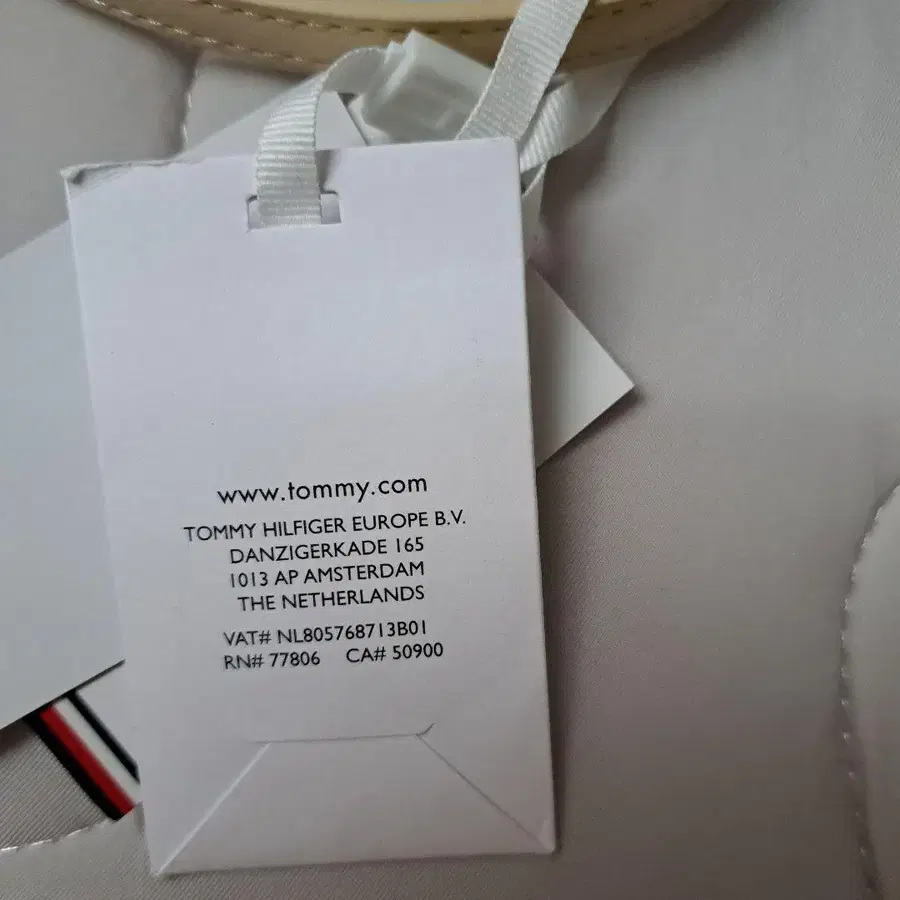 www.tommy.com
TOMMY HILFIGER EUROPE B.V.
DANZIGERKADE 165
1013 AP AMSTERDAM
THE NETHERLANDS
VAT# NL805768713B01
RN# 77806 CA# 50900